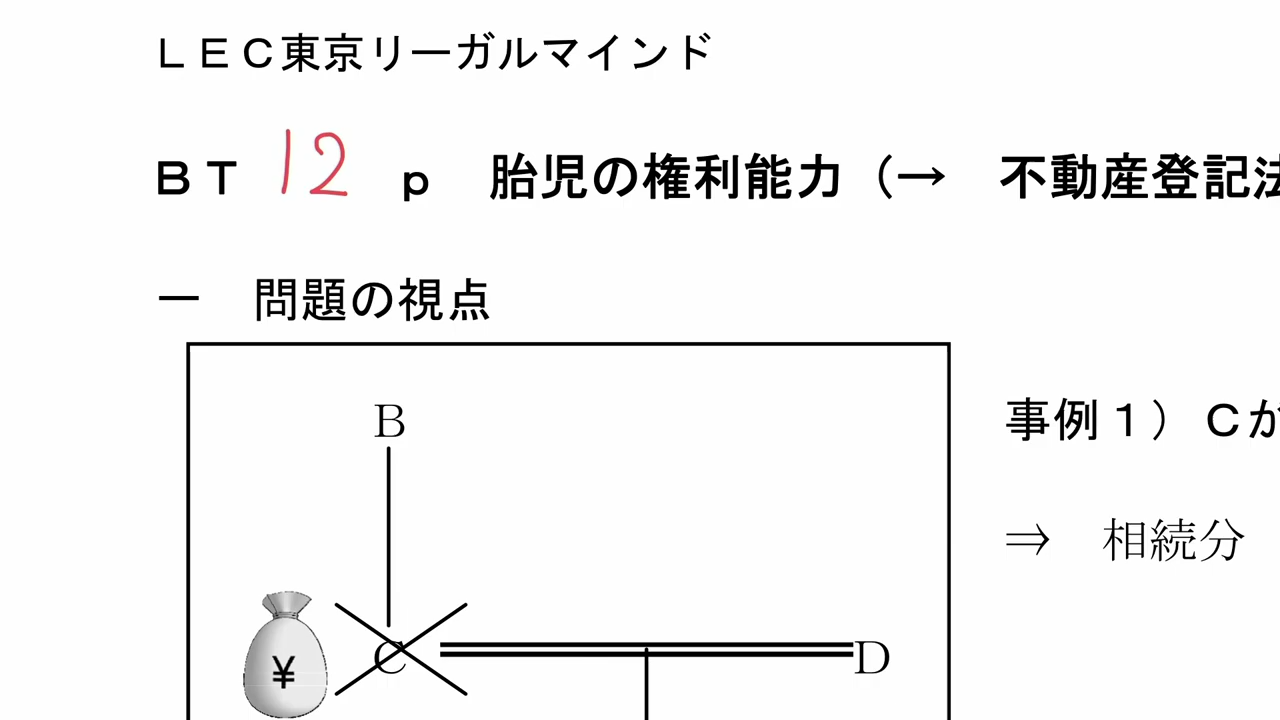 ＬＥＣ東京リーガルマインド
ＢＴ 12 ｐ　胎児の権利能力（→　不動産登記法
一　問題の視点
B
事例１）Ｃが
⇒　相続分
¥
C
D